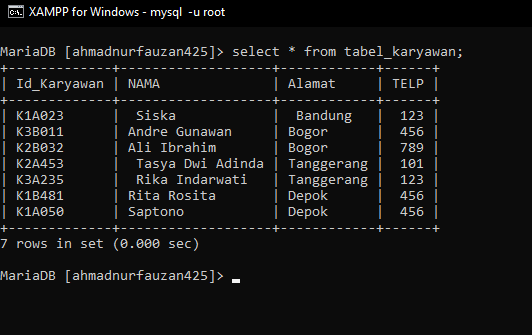 XAMPP for Windows - mysql  -u root
MariaDB [ahmadnurfauzan425]> select * from tabel_karyawan;
+-------------+--------------------+------------+------+
| Id_Karyawan | NAMA               | Alamat     | TELP |
+-------------+--------------------+------------+------+
| K1A023      |  Siska             |  Bandung   |  123 |
| K3B011      | Andre Gunawan      | Bogor      |  456 |
| K2B032      | Ali Ibrahim        | Bogor      |  789 |
| K2A453      |  Tasya Dwi Adinda  | Tanggerang |  101 |
| K3A235      |  Rika Indarwati    | Tanggerang |  123 |
| K1B481      | Rita Rosita        | Depok      |  456 |
| K1A050      | Saptono            | Depok      |  456 |
+-------------+--------------------+------------+------+
7 rows in set (0.000 sec)
MariaDB [ahmadnurfauzan425]> _